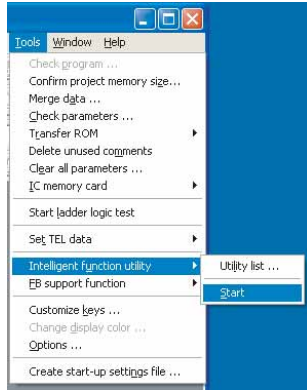 Tools Window Help
Check program ...
Confirm project memory size...
Merge data ...
Check parameters ...
Transfer ROM
Delete unused comments
Clear all parameters ...
IC memory card
Start ladder logic test
Set TEL data
Intelligent function utility
Utility list ...
FB support function
Start
Customize keys ...
Change display color ...
Options ...
Create start-up settings file ...